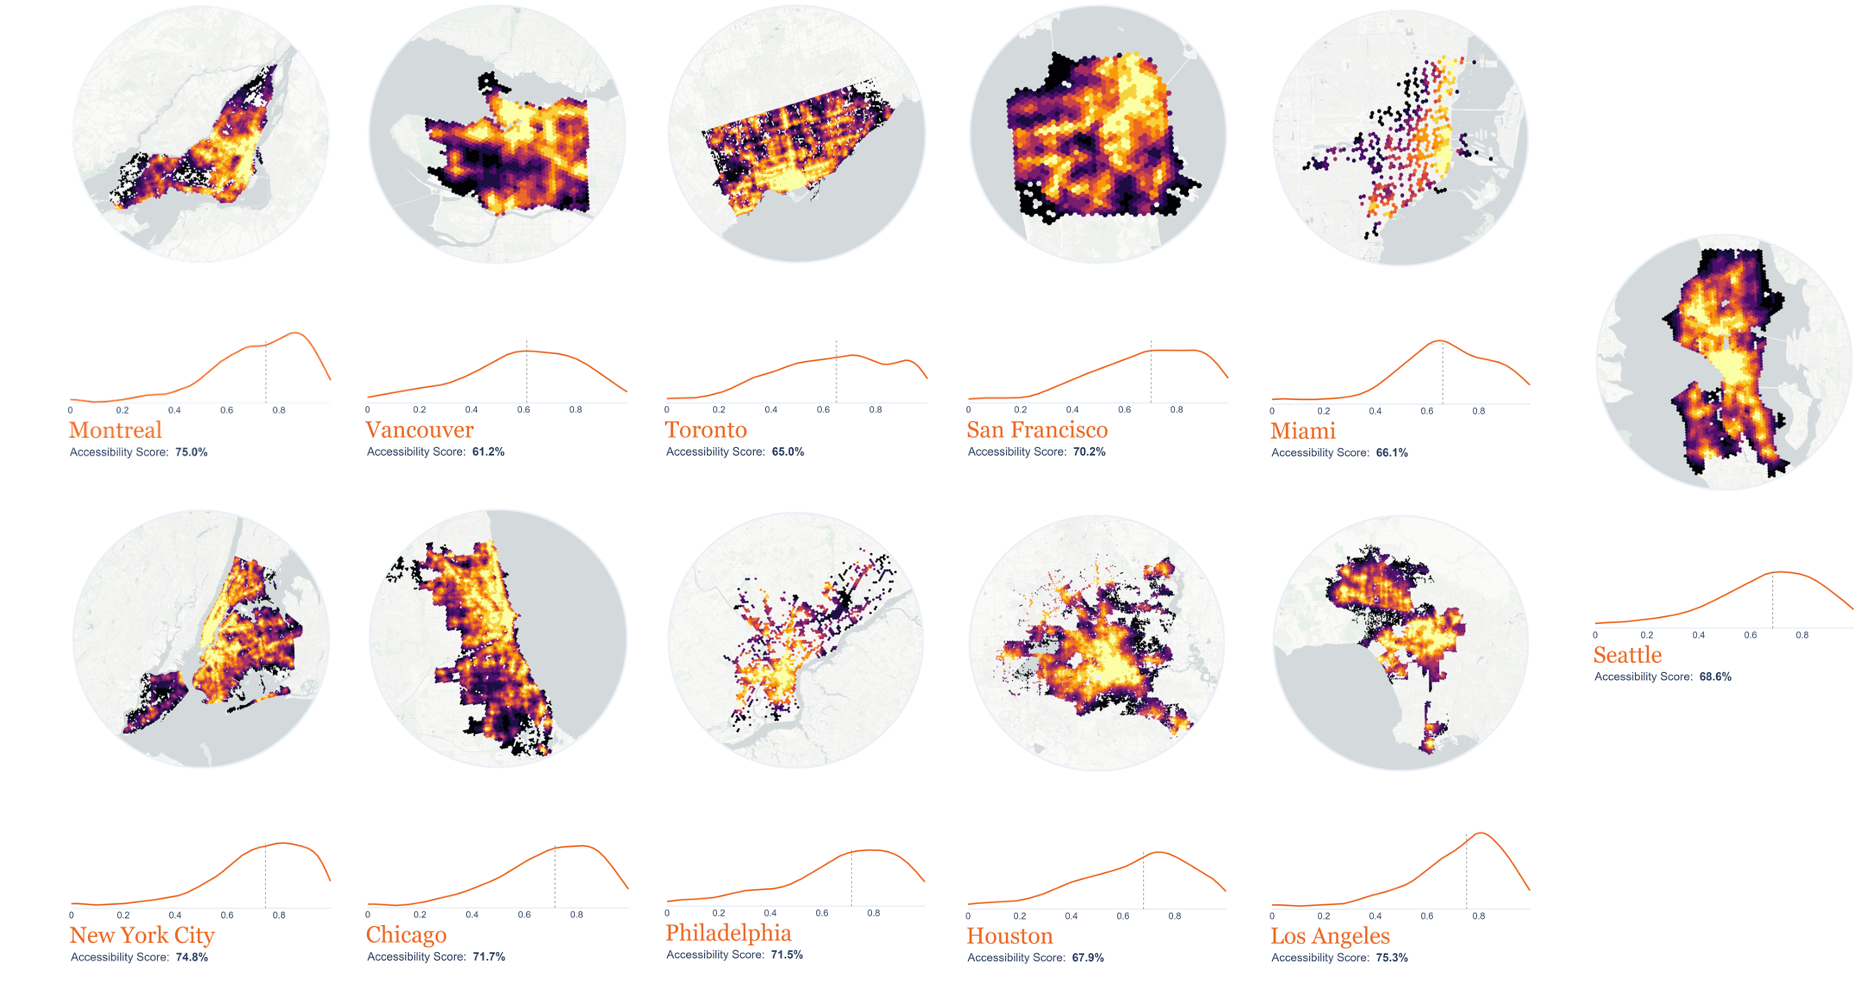 0 0.2 0.4 0.6 0.8
Montreal
Accessibility Score: 75.0%
0 0.2 0.4 0.6 0.8
Vancouver
Accessibility Score: 61.2%
0 0.2 0.4 0.6 0.8
Toronto
Accessibility Score: 65.0%
0 0.2 0.4 0.6 0.8
San Francisco
Accessibility Score: 70.2%
0 0.2 0.4 0.6 0.8
Miami
Accessibility Score: 66.1%
0 0.2 0.4 0.6 0.8
Seattle
Accessibility Score: 68.6%
0 0.2 0.4 0.6 0.8
New York City
Accessibility Score: 74.8%
0 0.2 0.4 0.6 0.8
Chicago
Accessibility Score: 71.7%
0 0.2 0.4 0.6 0.8
Philadelphia
Accessibility Score: 71.5%
0 0.2 0.4 0.6 0.8
Houston
Accessibility Score: 67.9%
0 0.2 0.4 0.6 0.8
Los Angeles
Accessibility Score: 75.3%